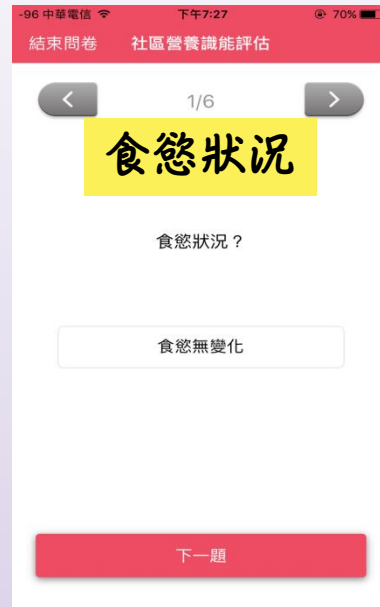 -96 中華電信 下午7:27 70%
結束問卷 社區營養識能評估
1/6
食慾狀況
食慾狀況？
食慾無變化
下一題